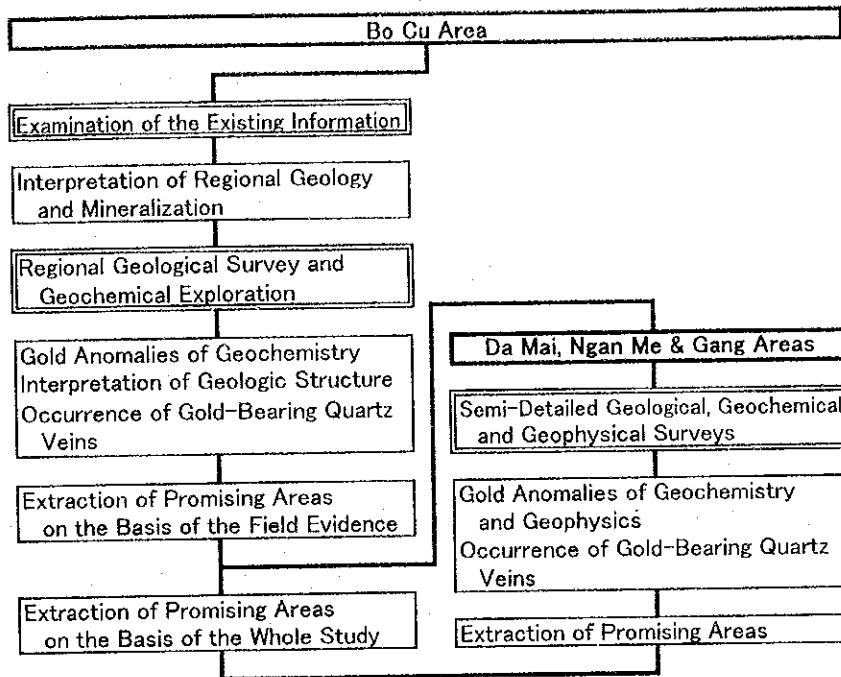 Bo Cu Area
Examination of the Existing Information
Interpretation of Regional Geology
and Mineralization
Regional Geological Survey and
Geochemical Exploration
Gold Anomalies of Geochemistry
Interpretation of Geologic Structure
Occurrence of Gold-Bearing Quartz
Veins
Extraction of Promising Areas
on the Basis of the Field Evidence
Extraction of Promising Areas
on the Basis of the Whole Study
Da Mai, Ngan Me & Gang Areas
Semi-Detailed Geological, Geochemical
and Geophysical Surveys
Gold Anomalies of Geochemistry
and Geophysics
Occurrence of Gold-Bearing Quartz
Veins
Extraction of Promising Areas